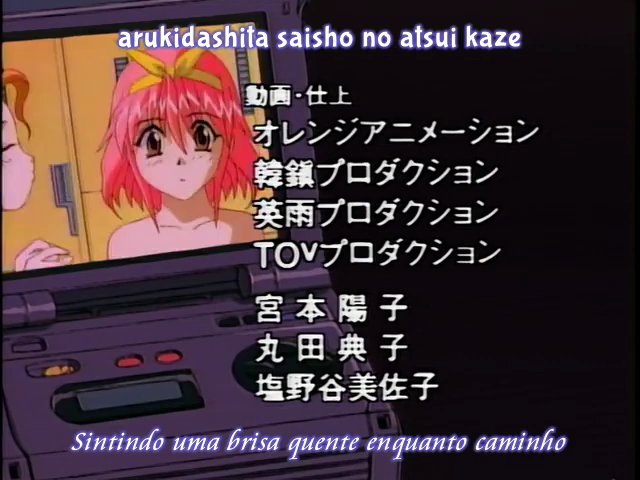 arukidashita saisho no atsui kaze
動画・仕上
オレンジアニメーション
韓鎭プロダクション
英雨プロダクション
TOVプロダクション
宮本陽子
丸田典子
塩野谷美佐子
Sintindo uma brisa quente enquanto caminho